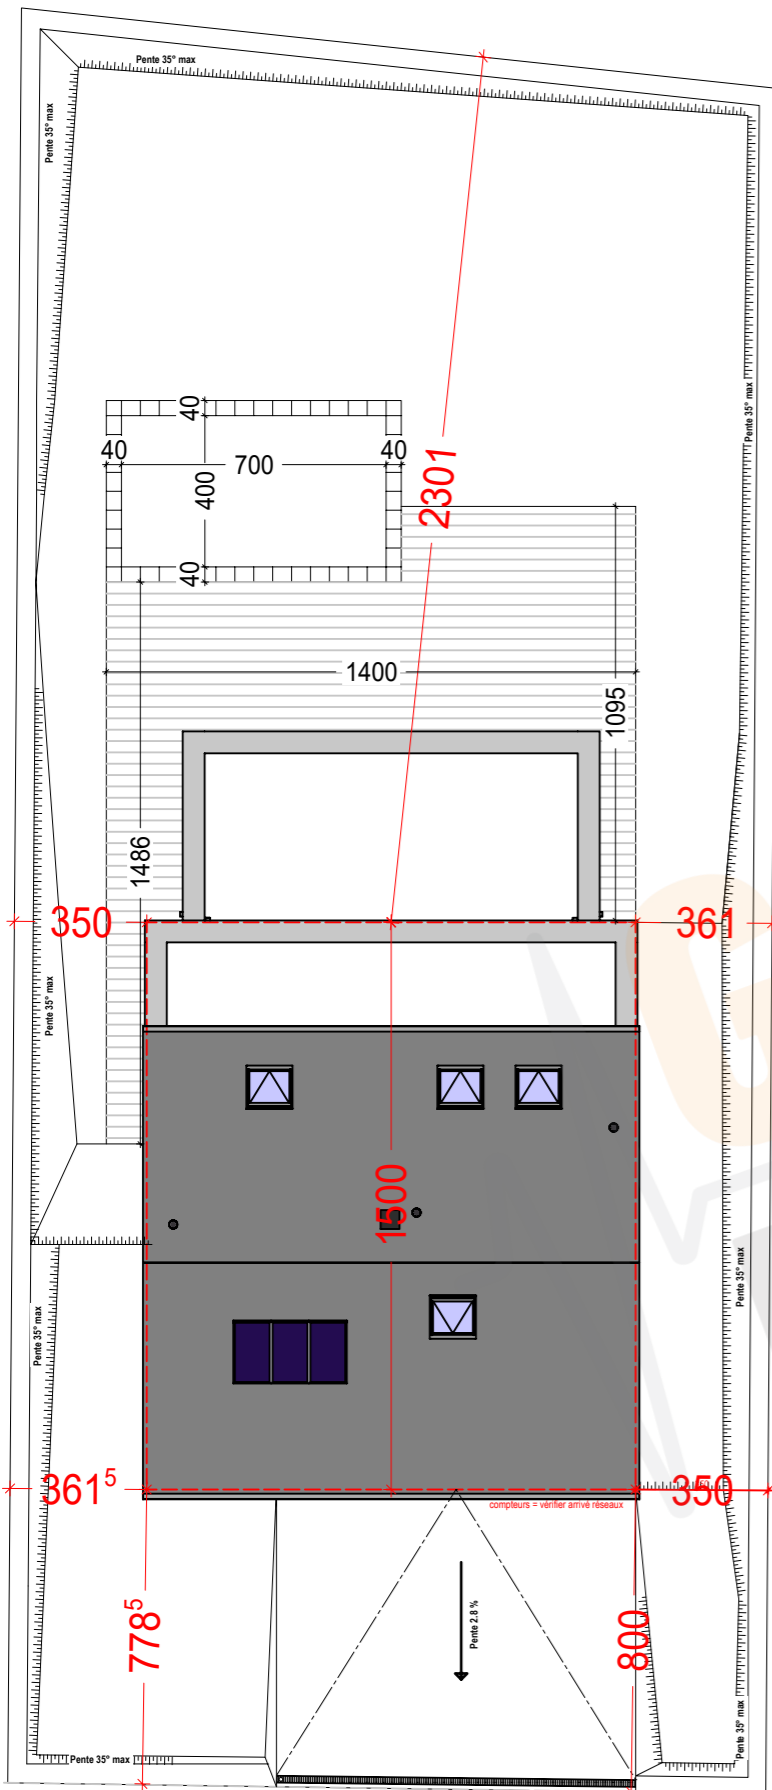 Pente 35° max
Pente 35° max
40
40
40
700
400
2301
Pente 35° max
40
1400
1095
1486
350
361
Pente 35° max
1500
Pente 35° max
Pente 35° max
361⁵
350
compteurs = vérifier arrivé réseaux
778⁵
Pente 2.8 %
800
Pente 35° max
Pente 35° max